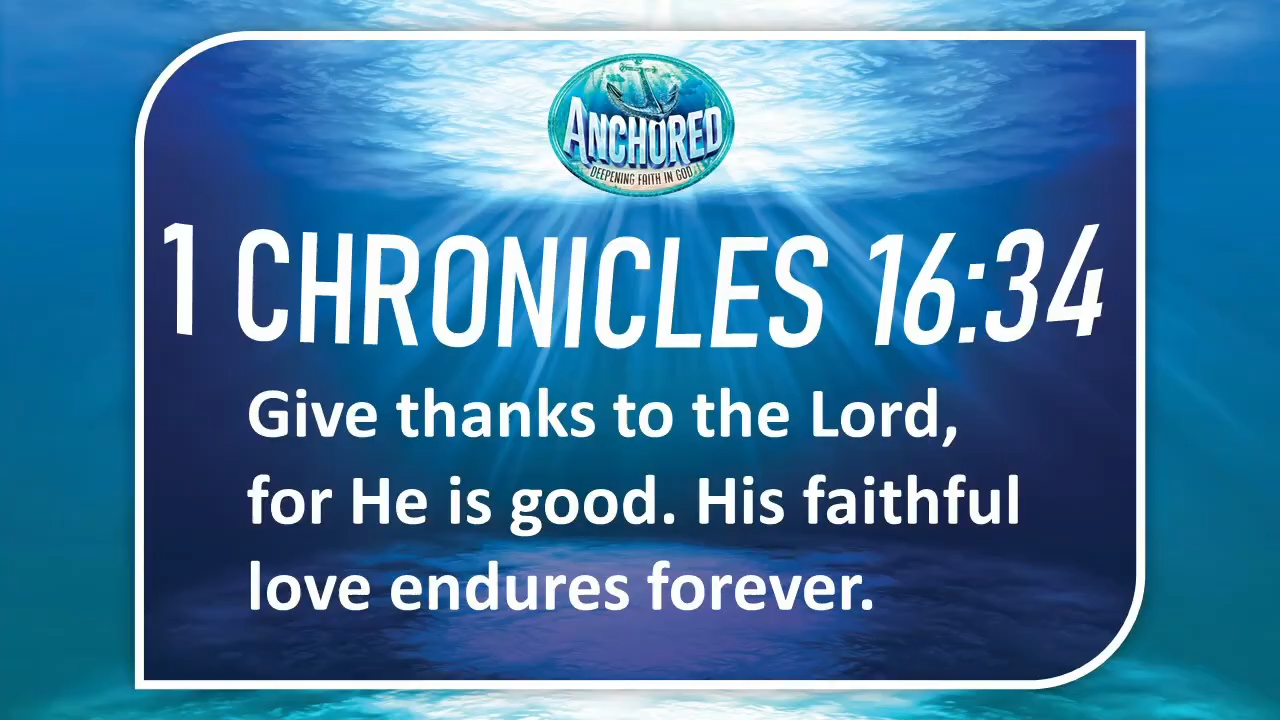 ANCHORED
DEEPENING FAITH IN GOD
1 CHRONICLES 16:34
Give thanks to the Lord,
for He is good. His faithful
love endures forever.